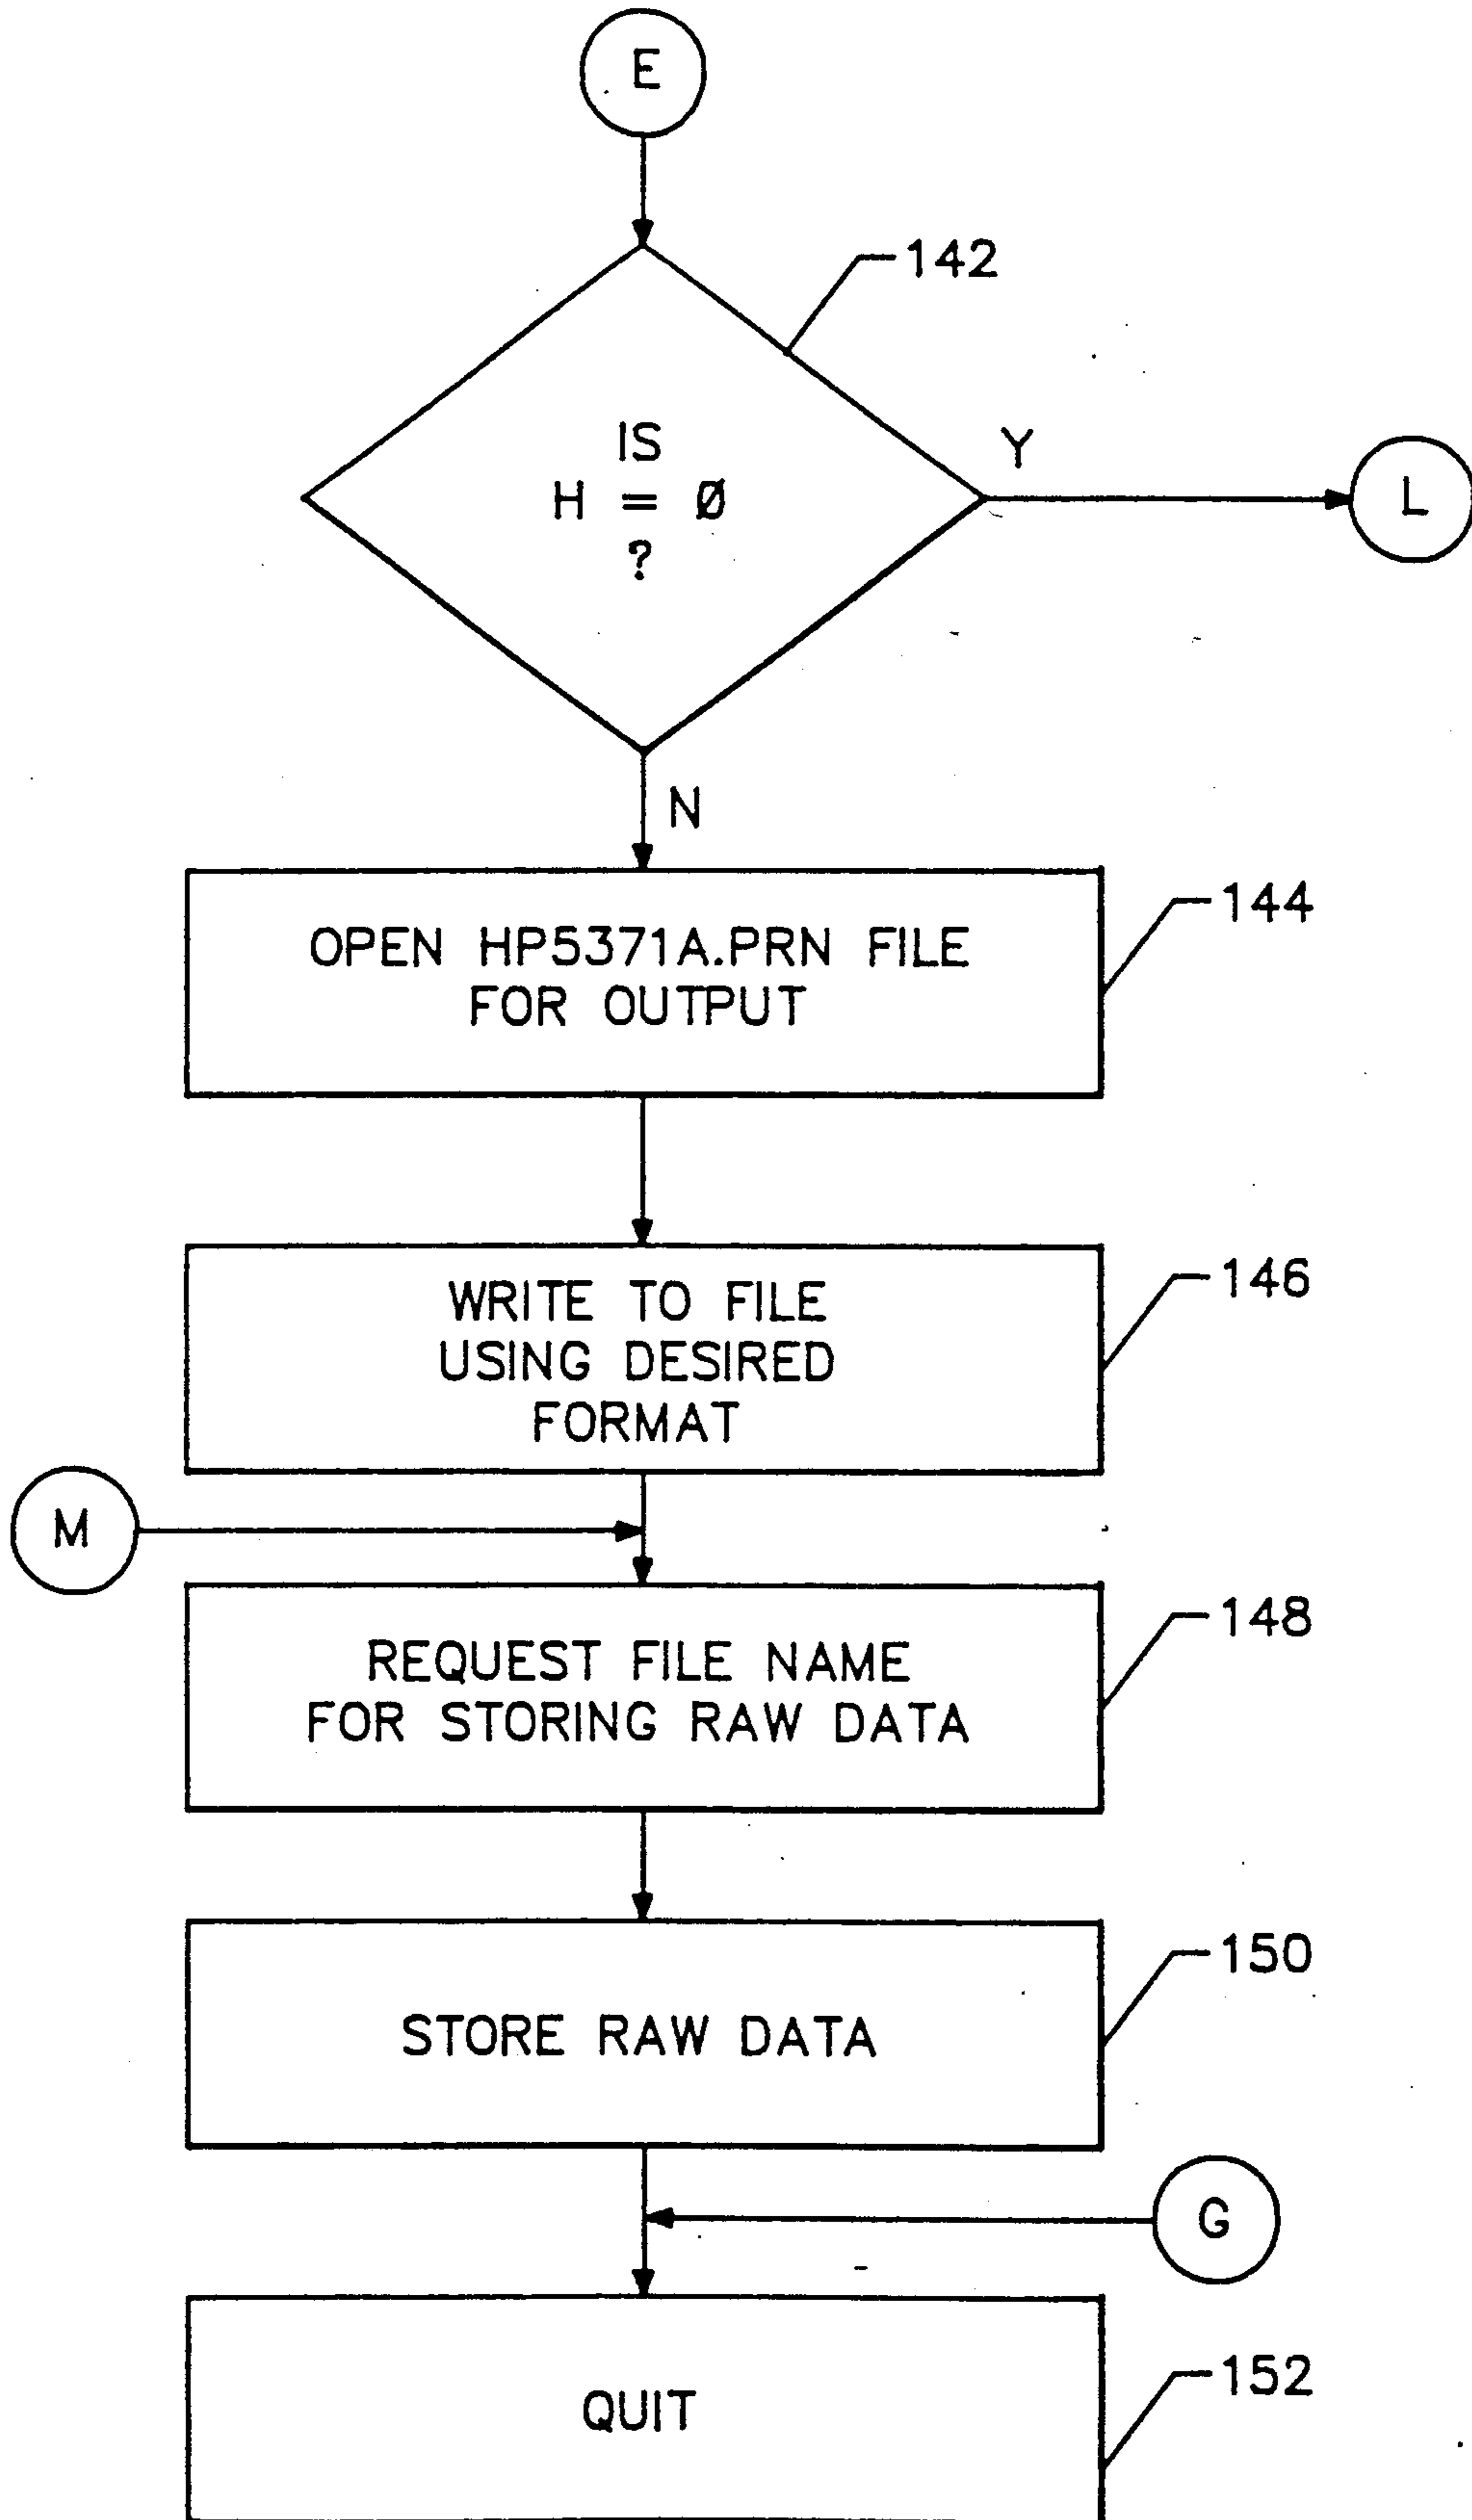 E
142
IS
H = Ø
?
Y
L
N
OPEN HP5371A.PRN FILE
FOR OUTPUT
144
WRITE TO FILE
USING DESIRED
FORMAT
146
M
REQUEST FILE NAME
FOR STORING RAW DATA
148
STORE RAW DATA
150
G
QUIT
152